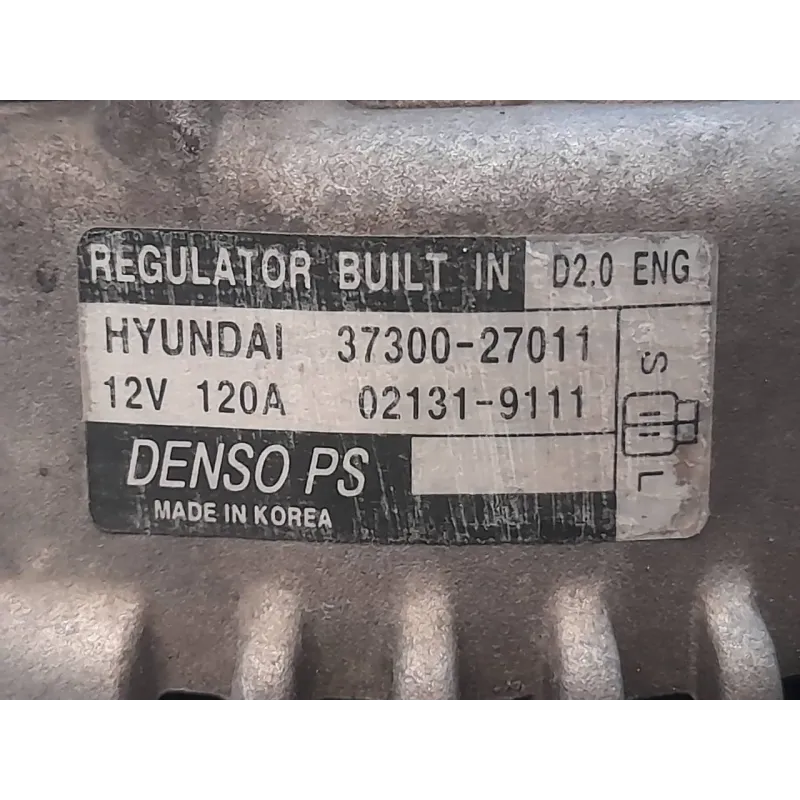 REGULATOR BUILT IN D2.0 ENG
HYUNDAI 37300-27011
12V 120A 02131-9111
S
L
DENSO PS
MADE IN KOREA